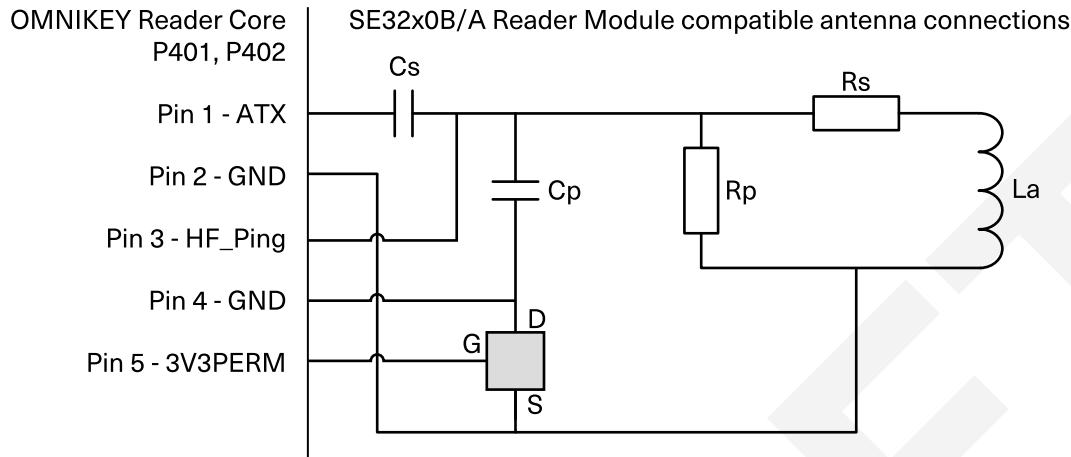 OMNIKEY Reader Core
P401, P402
SE32x0B/A Reader Module compatible antenna connections
Cs
Rs
Pin 1 - ATX
Pin 2 - GND
Cp
Rp
La
Pin 3 - HF_Ping
Pin 4 - GND
D
G
Pin 5 - 3V3PERM
S